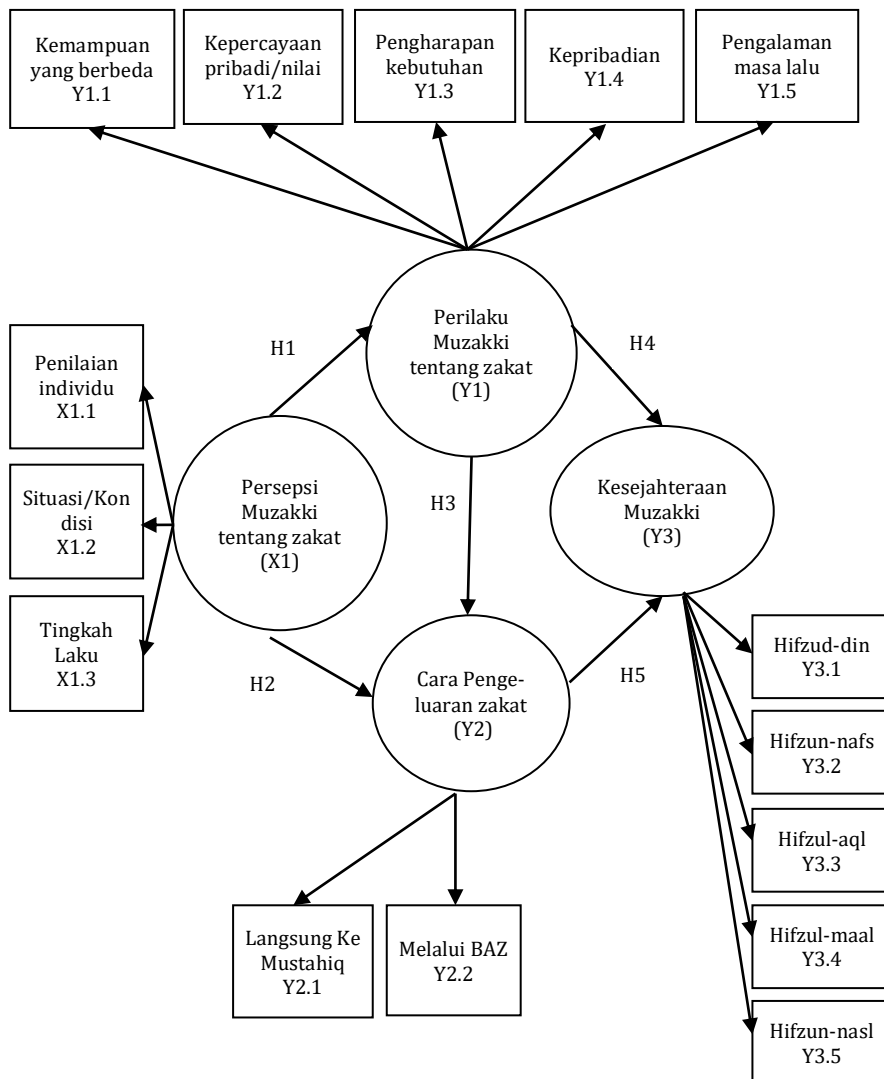 Kemampuan
yang berbeda
Y1.1
Kepercayaan
pribadi/nilai
Y1.2
Pengharapan
kebutuhan
Y1.3
Kepribadian
Y1.4
Pengalaman
masa lalu
Y1.5
Perilaku
Muzakki
tentang zakat
(Y1)
H1
H4
Penilaian
individu
X1.1
Situasi/Kon
disi
X1.2
Tingkah
Laku
X1.3
Persepsi
Muzakki
tentang zakat
(X1)
H3
Kesejahteraan
Muzakki
(Y3)
H2
Cara Penge-
luaran zakat
(Y2)
H5
Hifzud-din
Y3.1
Hifzun-nafs
Y3.2
Hifzul-aql
Y3.3
Hifzul-maal
Y3.4
Hifzun-nasl
Y3.5
Langsung Ke
Mustahiq
Y2.1
Melalui BAZ
Y2.2